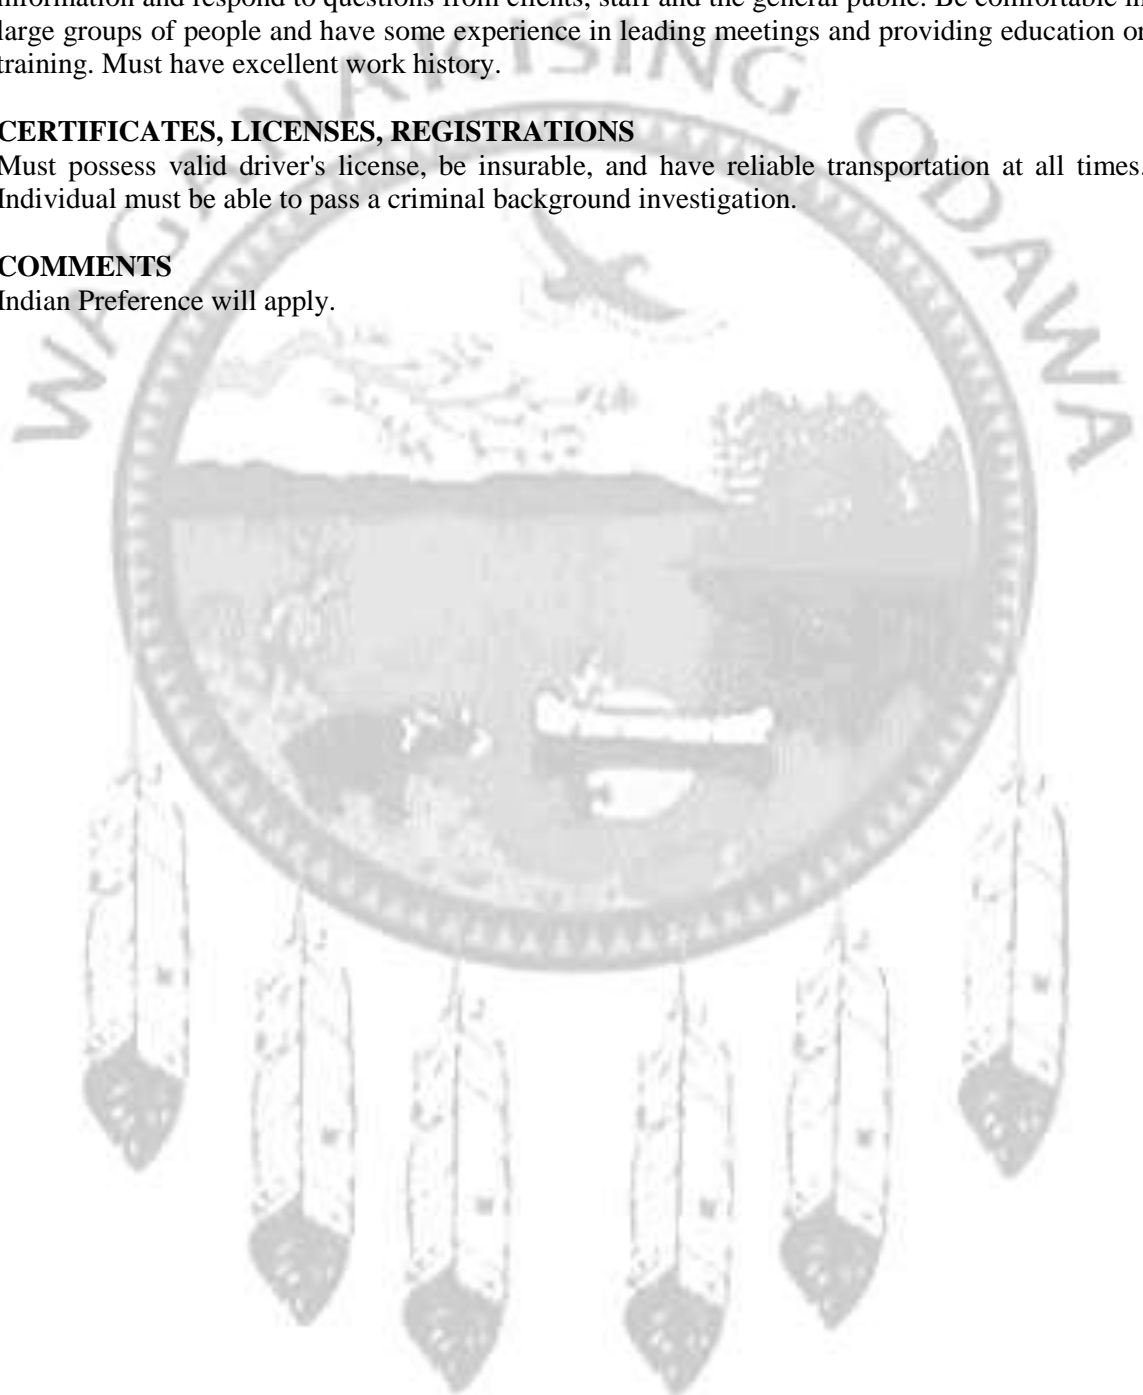 information and respond to questions from clients, staff and the general public. Be comfortable in
large groups of people and have some experience in leading meetings and providing education or
training. Must have excellent work history.
CERTIFICATES, LICENSES, REGISTRATIONS
Must possess valid driver's license, be insurable, and have reliable transportation at all times.
Individual must be able to pass a criminal background investigation.
COMMENTS
Indian Preference will apply.
WAGANAKISING ODAWA